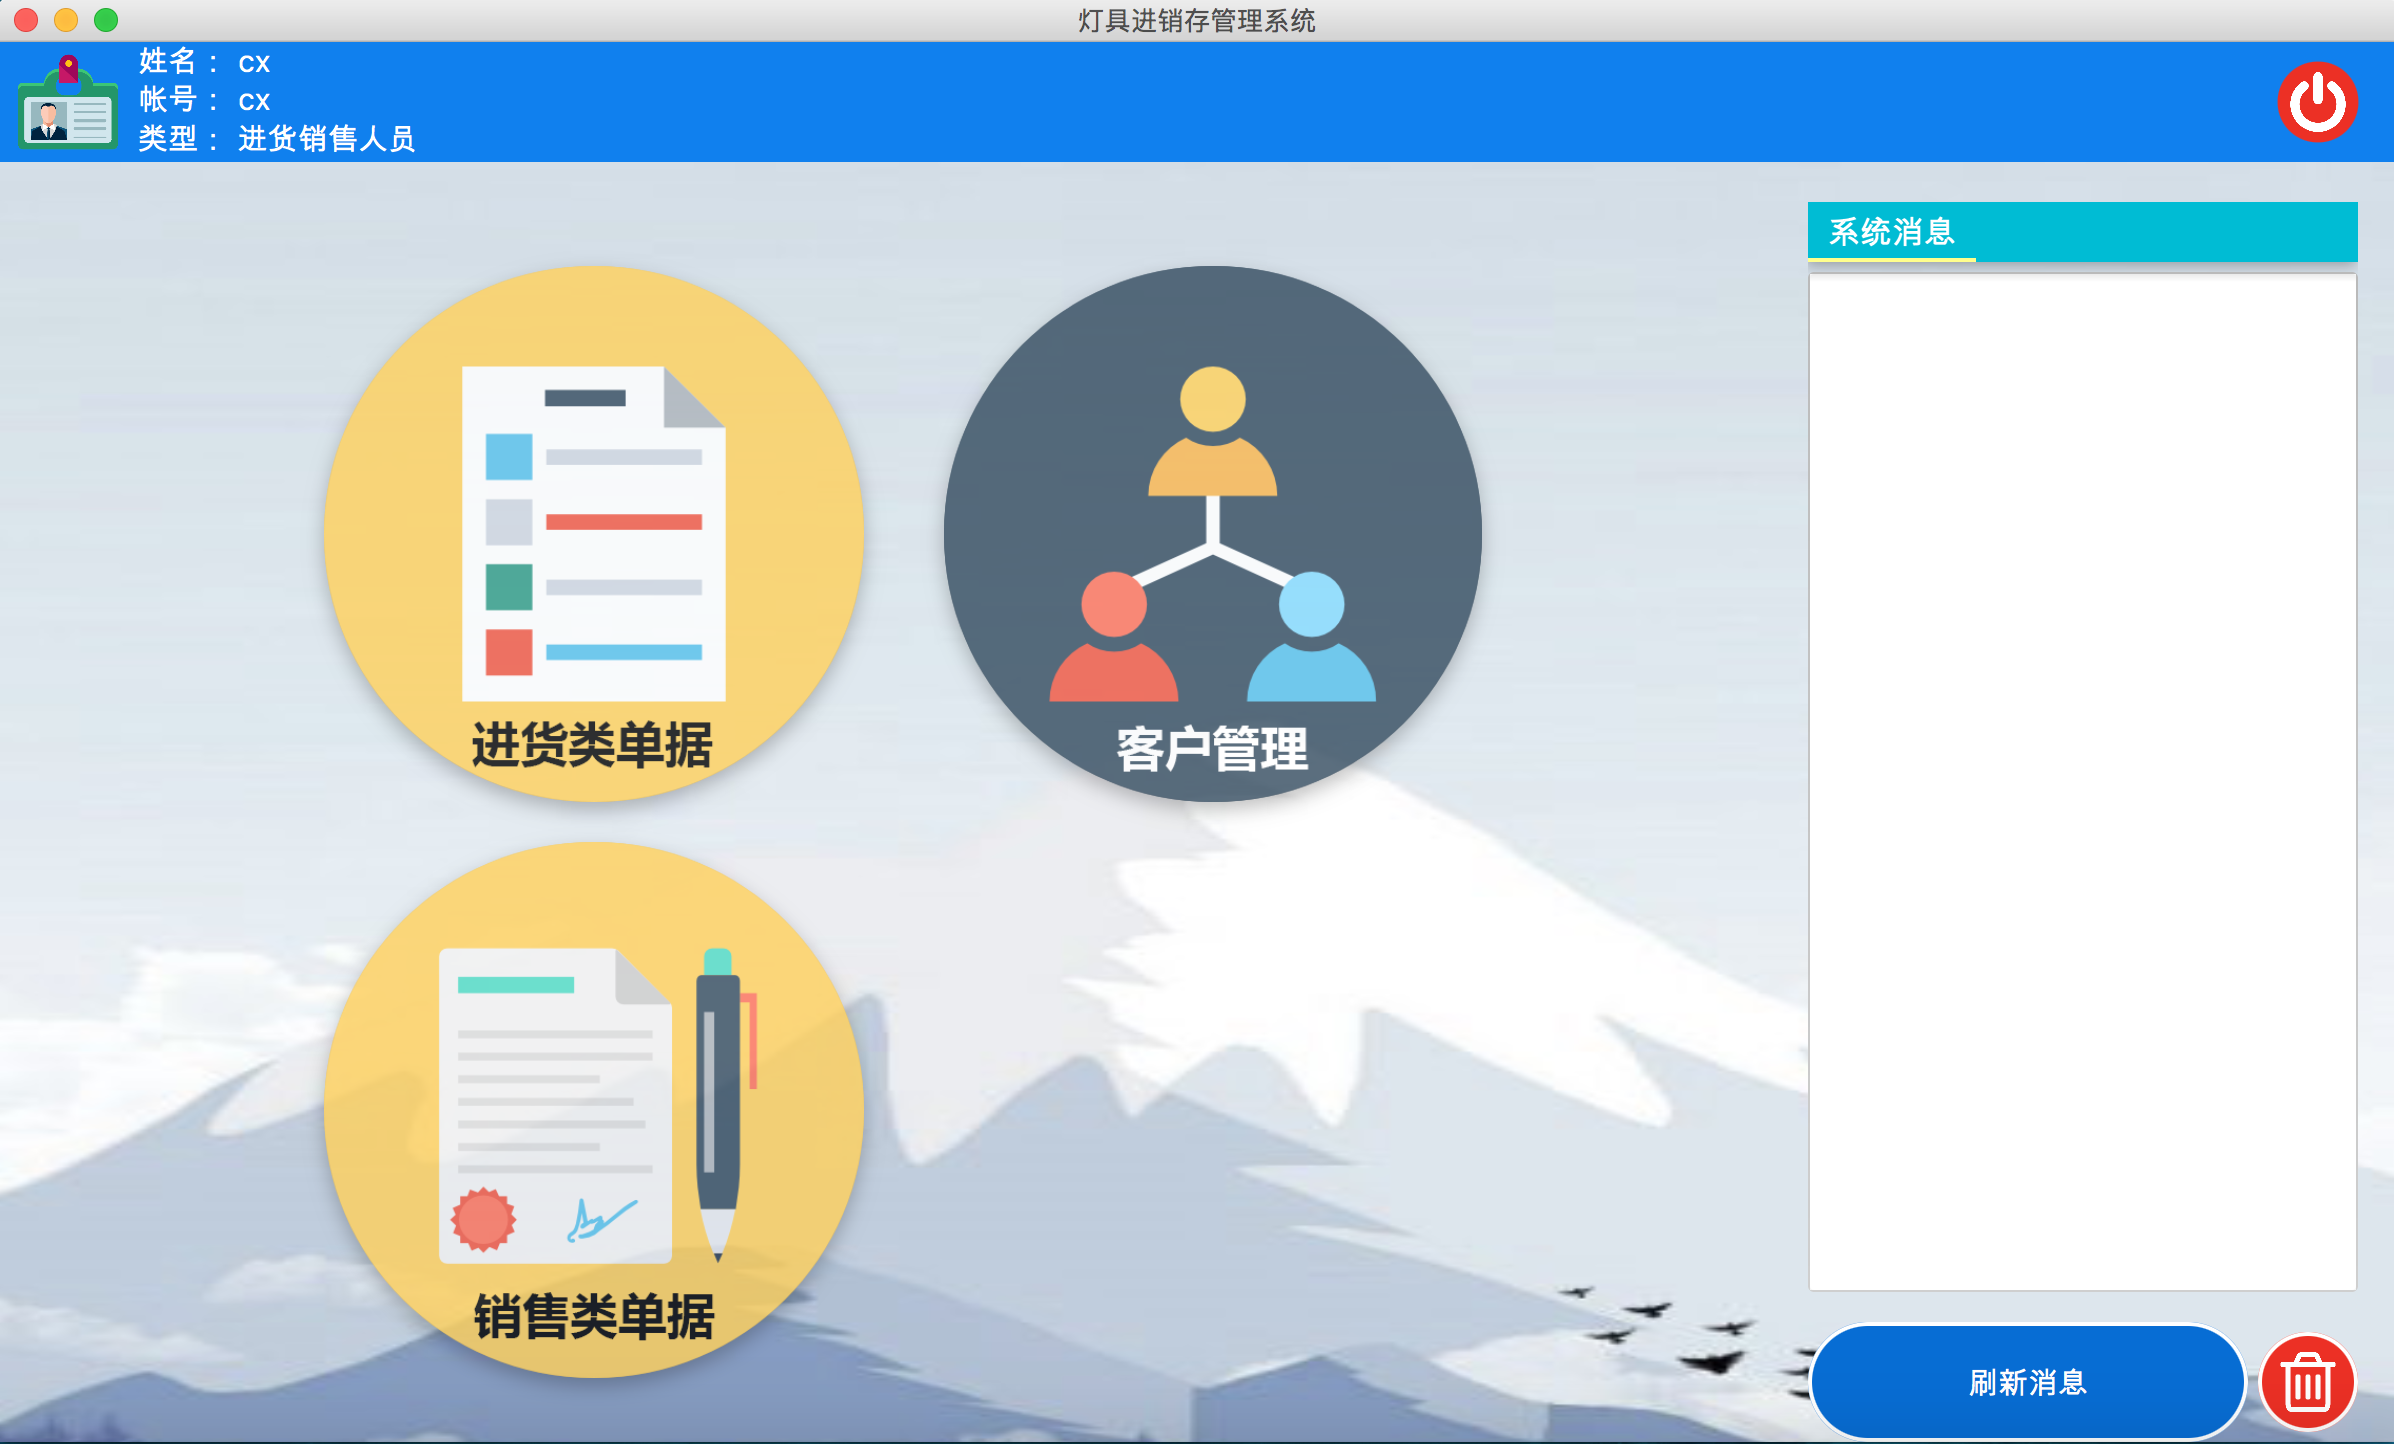 灯具进销存管理系统
姓名： cx
帐号： cx
类型： 进货销售人员
系统消息
进货类单据
客户管理
销售类单据
刷新消息